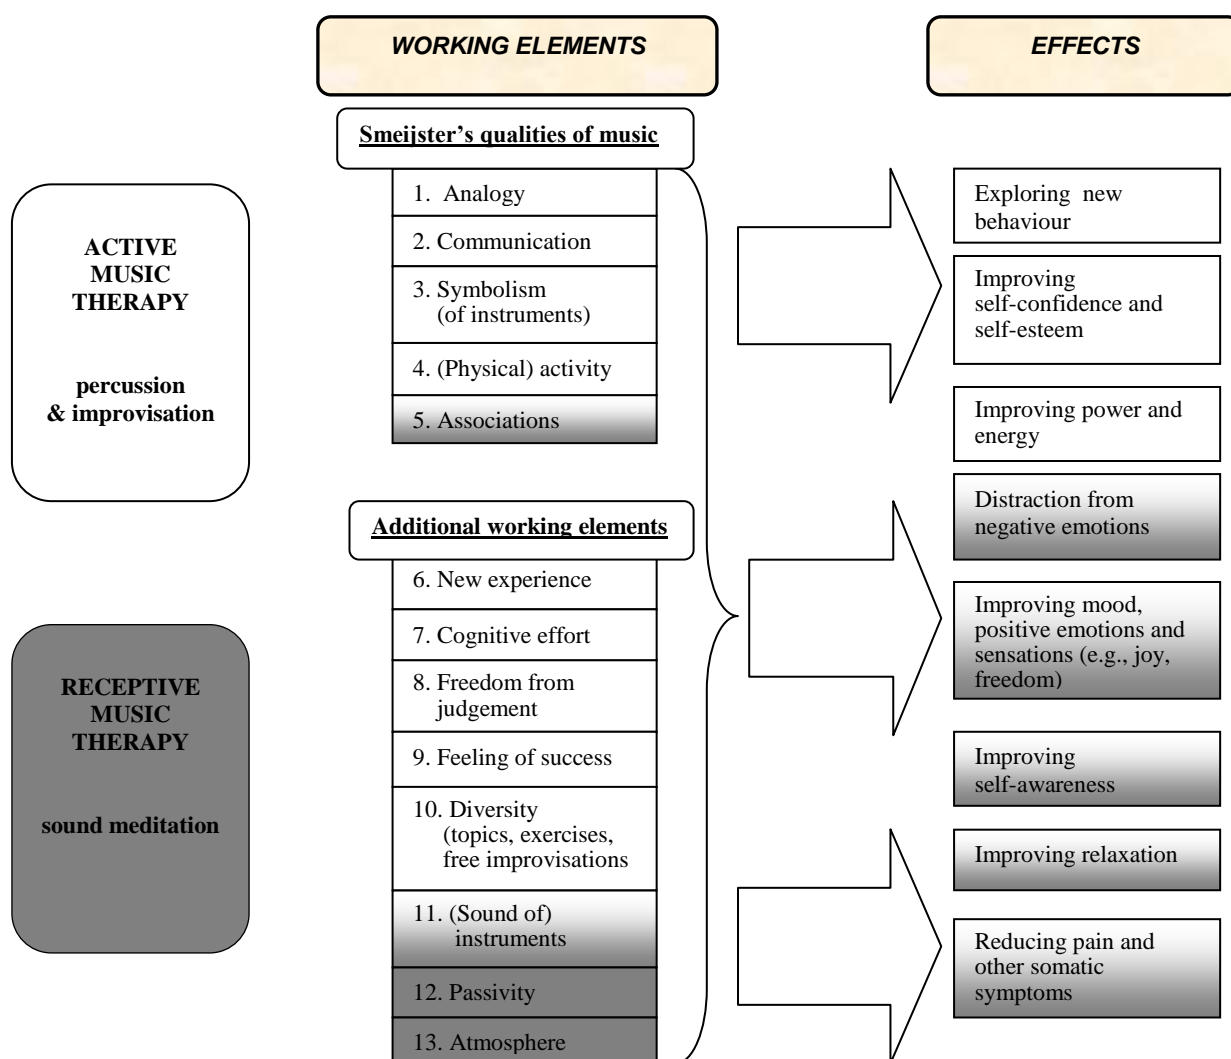 WORKING ELEMENTS
EFFECTS
ACTIVE
MUSIC
THERAPY
percussion
& improvisation
RECEPTIVE
MUSIC
THERAPY
sound meditation
Smeijster’s qualities of music
1. Analogy
2. Communication
3. Symbolism
(of instruments)
4. (Physical) activity
5. Associations
Additional working elements
6. New experience
7. Cognitive effort
8. Freedom from
judgement
9. Feeling of success
10. Diversity
(topics, exercises,
free improvisations
11. (Sound of)
instruments
12. Passivity
13. Atmosphere
Exploring new
behaviour
Improving
self-confidence and
self-esteem
Improving power and
energy
Distraction from
negative emotions
Improving mood,
positive emotions and
sensations (e.g., joy,
freedom)
Improving
self-awareness
Improving relaxation
Reducing pain and
other somatic
symptoms